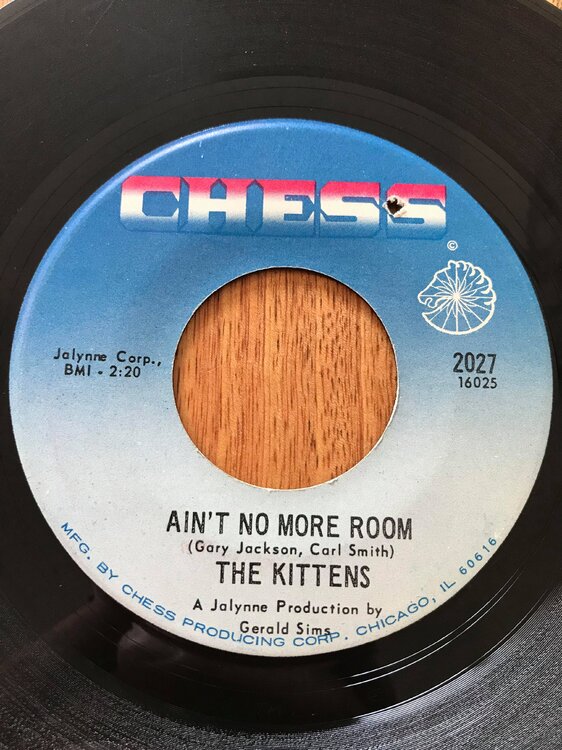 CHESS
©
Jalynne Corp.,
BMI - 2:20
2027
16025
AIN'T NO MORE ROOM
(Gary Jackson, Carl Smith)
THE KITTENS
A Jalynne Production by
Gerald Sims
MFG. BY CHESS PRODUCING CORP. CHICAGO, IL 60616